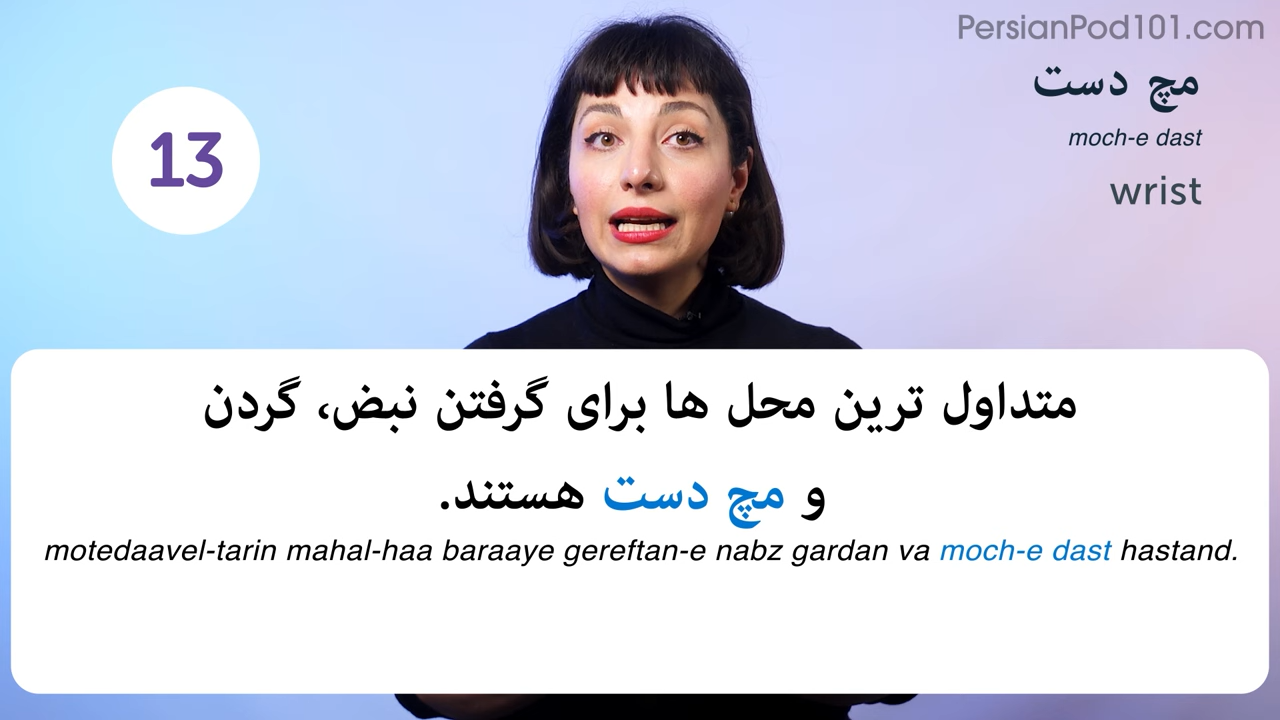 PersianPod101.com
13
مچ دست
moch-e dast
wrist
متداول ترین محل ها برای گرفتن نبض، گردن
و مچ دست هستند.
motedaavel-tarin mahal-haa baraaye gereftan-e nabz gardan va moch-e dast hastand.